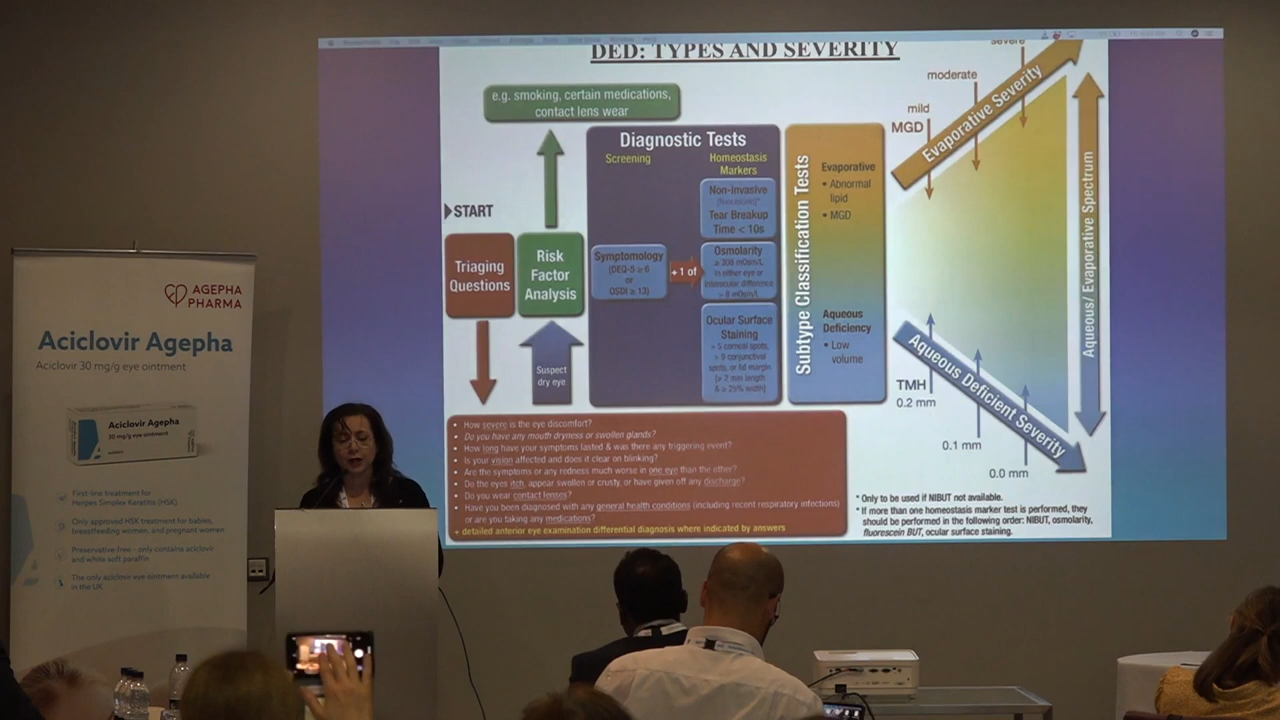 DED: TYPES AND SEVERITY
e.g. smoking, certain medications,
contact lens wear
START
Triaging
Questions
Risk
Factor
Analysis
Suspect
dry eye
Diagnostic Tests
Screening
Homeostasis
Markers
Symptomology
(DEQ-5 ≥ 6
or
OSDI ≥ 13)
+ 1 of
Non-invasive
Tear Breakup
Time < 10s
Osmolarity
≥ 308 mOsm/L
in either eye or
interocular difference
> 8 mOsm/L
Ocular Surface
Staining
> 5 corneal spots,
> 9 conjunctival
spots, or lid margin
[≥ 2 mm length
& ≥ 25% width]
Subtype Classification Tests
Evaporative
• Abnormal
lipid
• MGD
Aqueous
Deficiency
• Low
volume
severe
moderate
mild
MGD
Evaporative Severity
Aqueous/ Evaporative Spectrum
Aqueous Deficient Severity
TMH
0.2 mm
0.1 mm
0.0 mm
• How severe is the eye discomfort?
• Do you have any mouth dryness or swollen glands?
• How long have your symptoms lasted & was there any triggering event?
• Is your vision affected and does it clear on blinking?
• Are the symptoms or any redness much worse in one eye than the other?
• Do the eyes itch, appear swollen or crusty, or have given off any discharge?
• Do you wear contact lenses?
• Have you been diagnosed with any general health conditions (including recent respiratory infections)
or are you taking any medications?
+ detailed anterior eye examination differential diagnosis where indicated by answers
* Only to be used if NIBUT not available.
* If more than one homeostasis marker test is performed, they
should be performed in the following order: NIBUT, osmolarity,
fluorescein BUT, ocular surface staining.
AGEPHA
PHARMA
Aciclovir Agepha
Aciclovir 30 mg/g eye ointment
Aciclovir Agepha
30 mg/g eye ointment
First-line treatment for
Herpes Simplex Keratitis (HSK)
Only approved HSK treatment for babies,
breastfeeding women, and pregnant women
Preservative free - only contains aciclovir
and white soft paraffin
The only aciclovir eye ointment available
in the UK